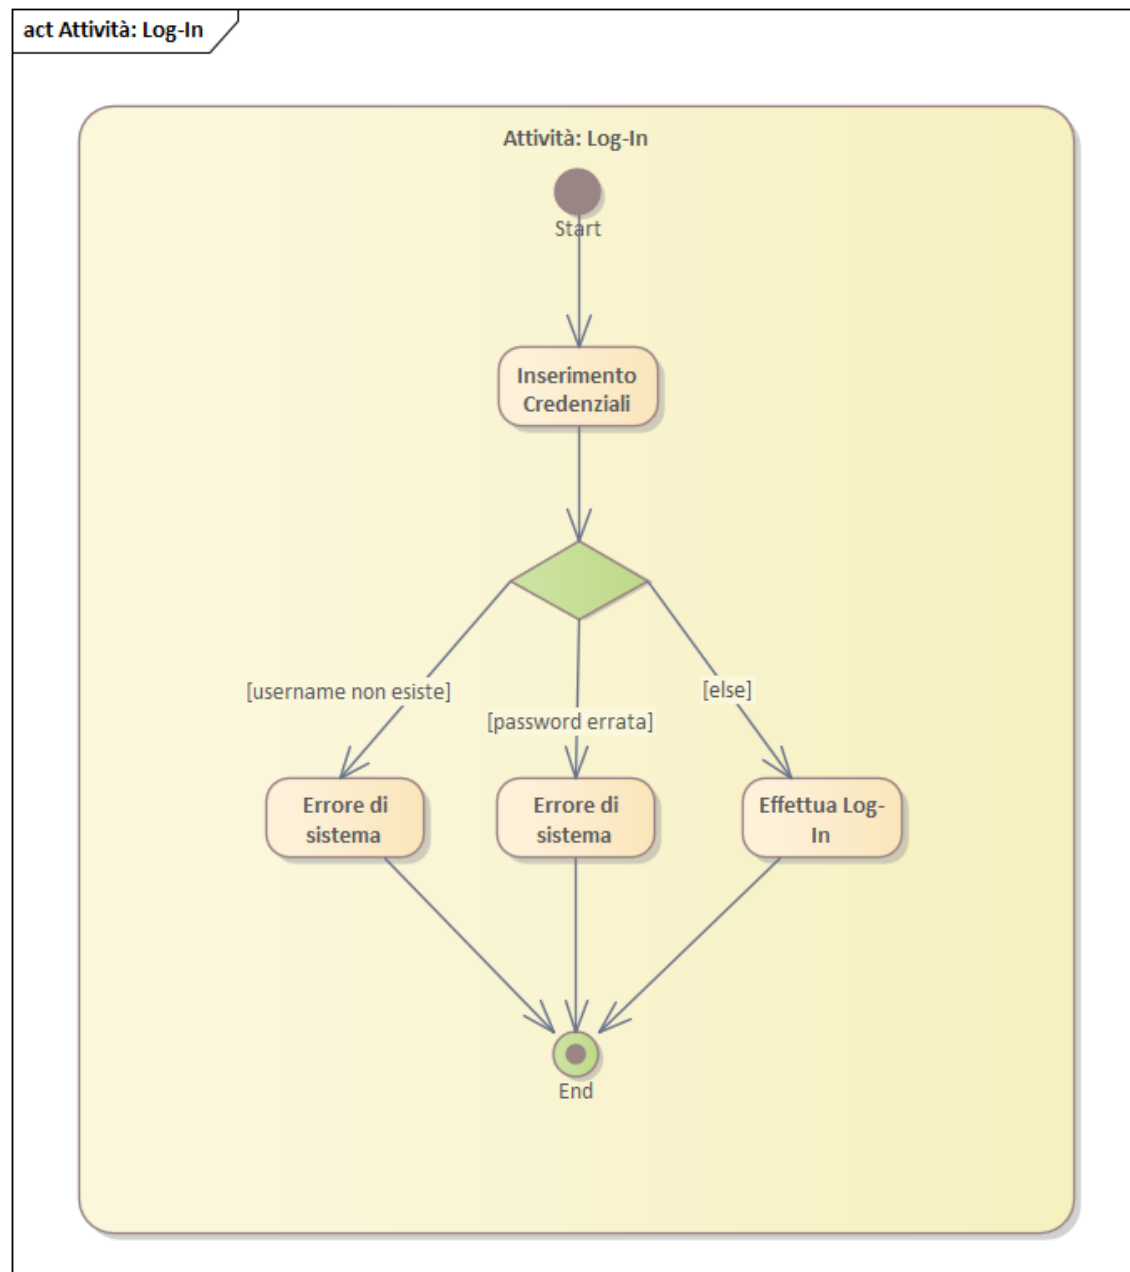 act Attività: Log-In
Attività: Log-In
Start
Inserimento
Credenziali
[username non esiste]
[password errata]
[else]
Errore di
sistema
Errore di
sistema
Effettua Log-
In
End